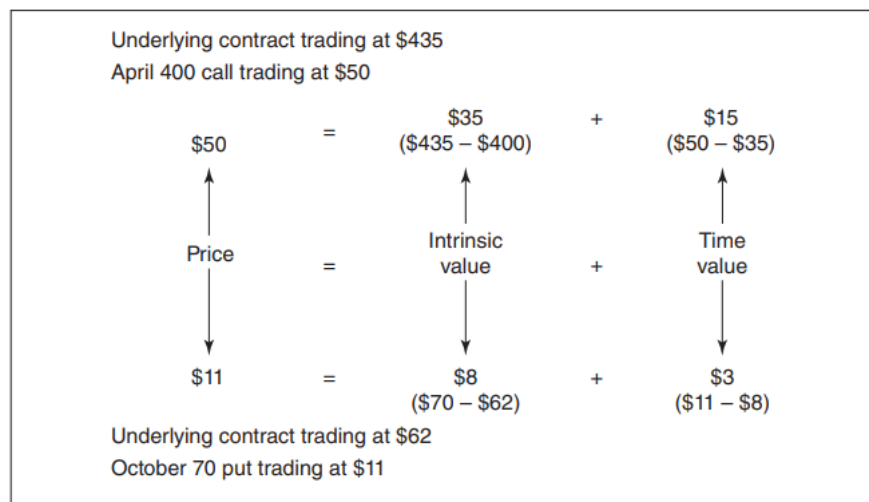 Underlying contract trading at $435
April 400 call trading at $50
$50 = $35 + $15
($435 – $400) ($50 – $35)
Price = Intrinsic value + Time value
$11 = $8 + $3
($70 – $62) ($11 – $8)
Underlying contract trading at $62
October 70 put trading at $11